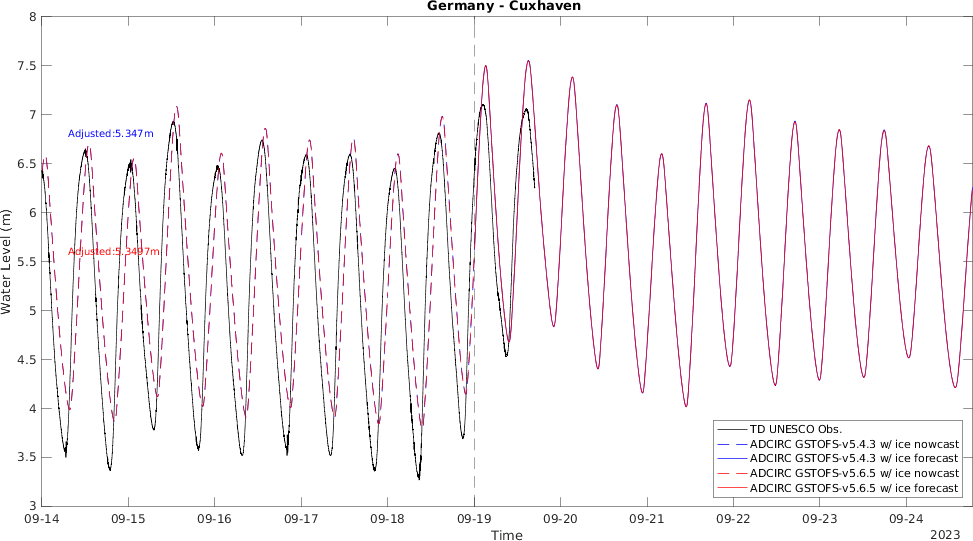 Germany - Cuxhaven
8
7.5
7
6.5
6
5.5
5
4.5
4
3.5
3
Water Level (m)
Adjusted:5.347m
Adjusted:5.3497m
TD UNESCO Obs.
ADCIRC GSTOFS-v5.4.3 w/ ice nowcast
ADCIRC GSTOFS-v5.4.3 w/ ice forecast
ADCIRC GSTOFS-v5.6.5 w/ ice nowcast
ADCIRC GSTOFS-v5.6.5 w/ ice forecast
09-14 09-15 09-16 09-17 09-18 09-19 09-20 09-21 09-22 09-23 09-24
Time
2023